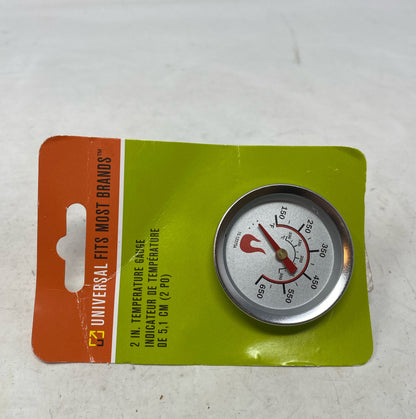 UNIVERSAL FITS MOST BRANDS™
2 IN. TEMPERATURE GAUGE
INDICATEUR DE TEMPÉRATURE
DE 5,1 CM (2 PO)
150
250
350
450
550
650